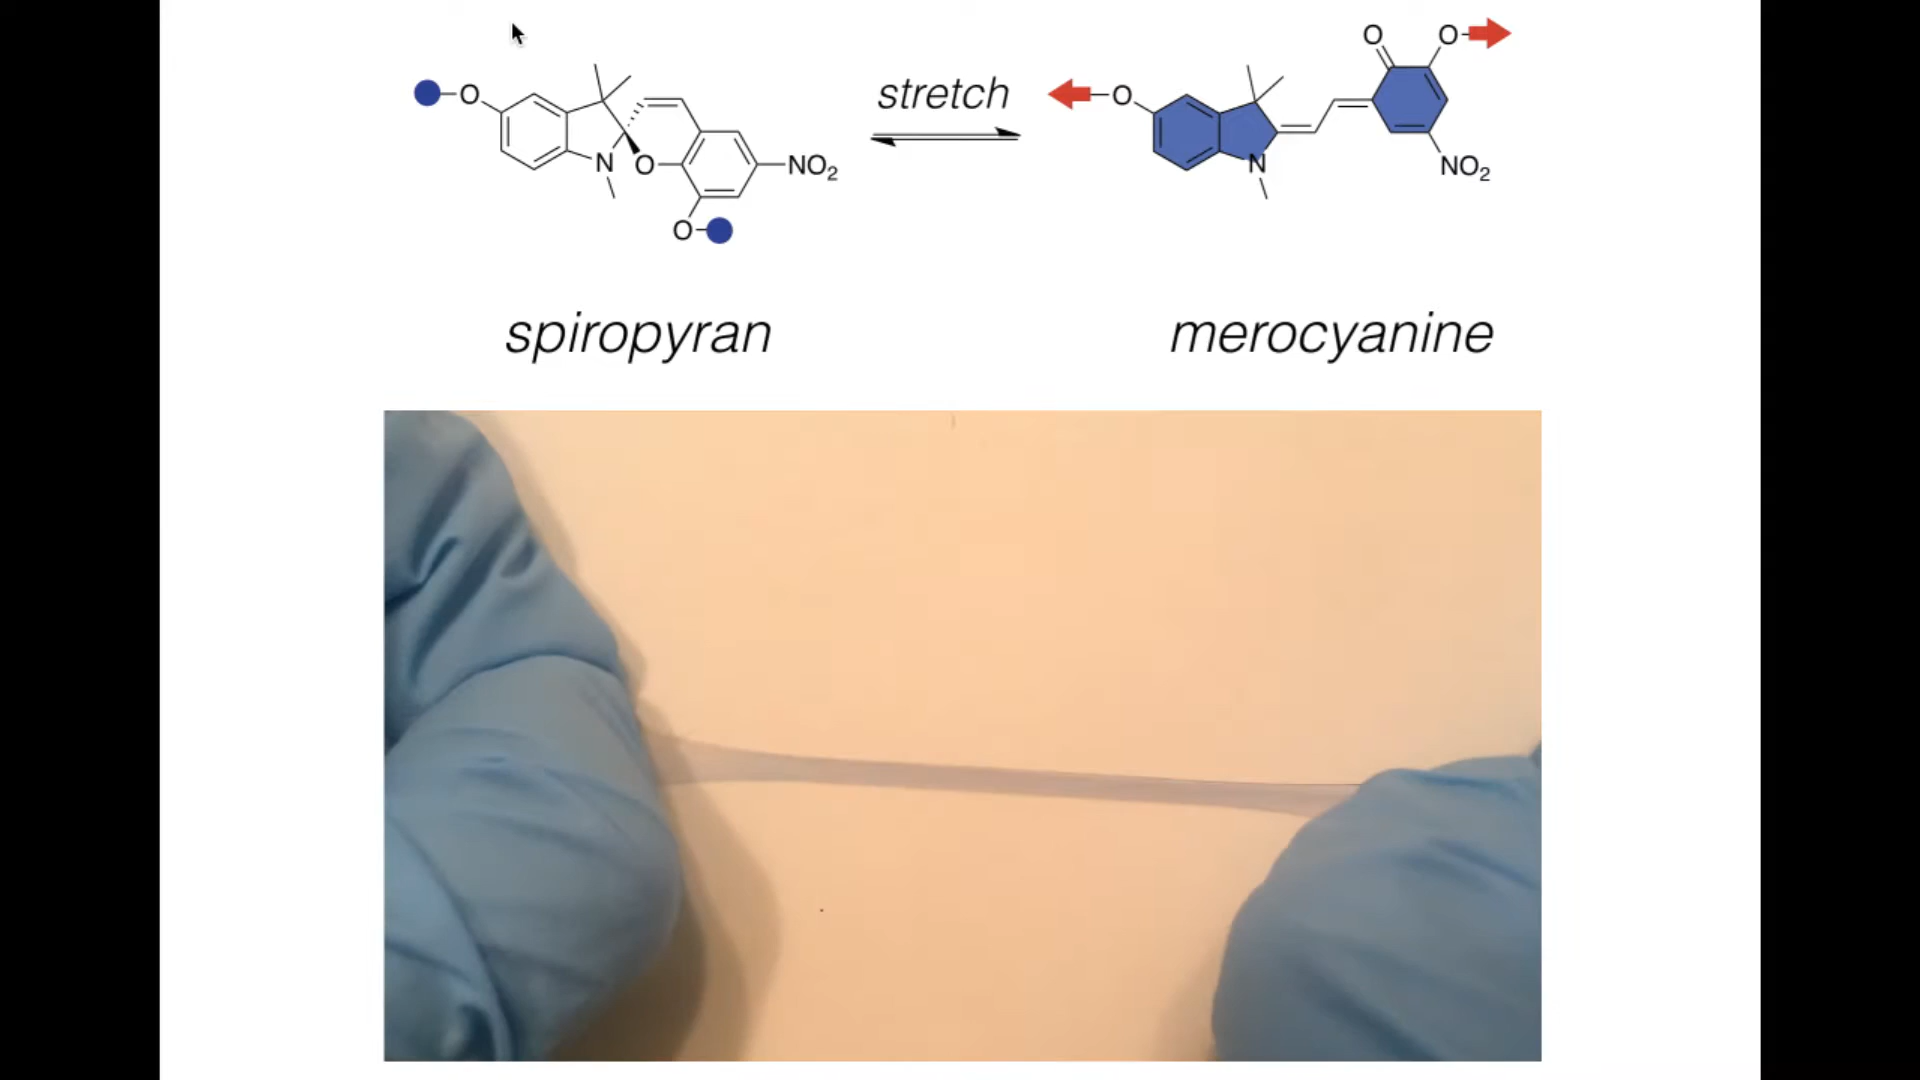 O
O
O
O
stretch
N
O
NO₂
N
NO₂
O
spiropyran
merocyanine